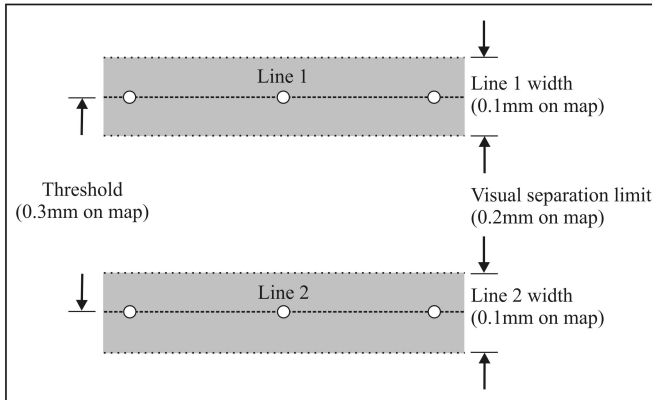 Line 1
Line 1 width
(0.1mm on map)
Threshold
(0.3mm on map)
Visual separation limit
(0.2mm on map)
Line 2
Line 2 width
(0.1mm on map)